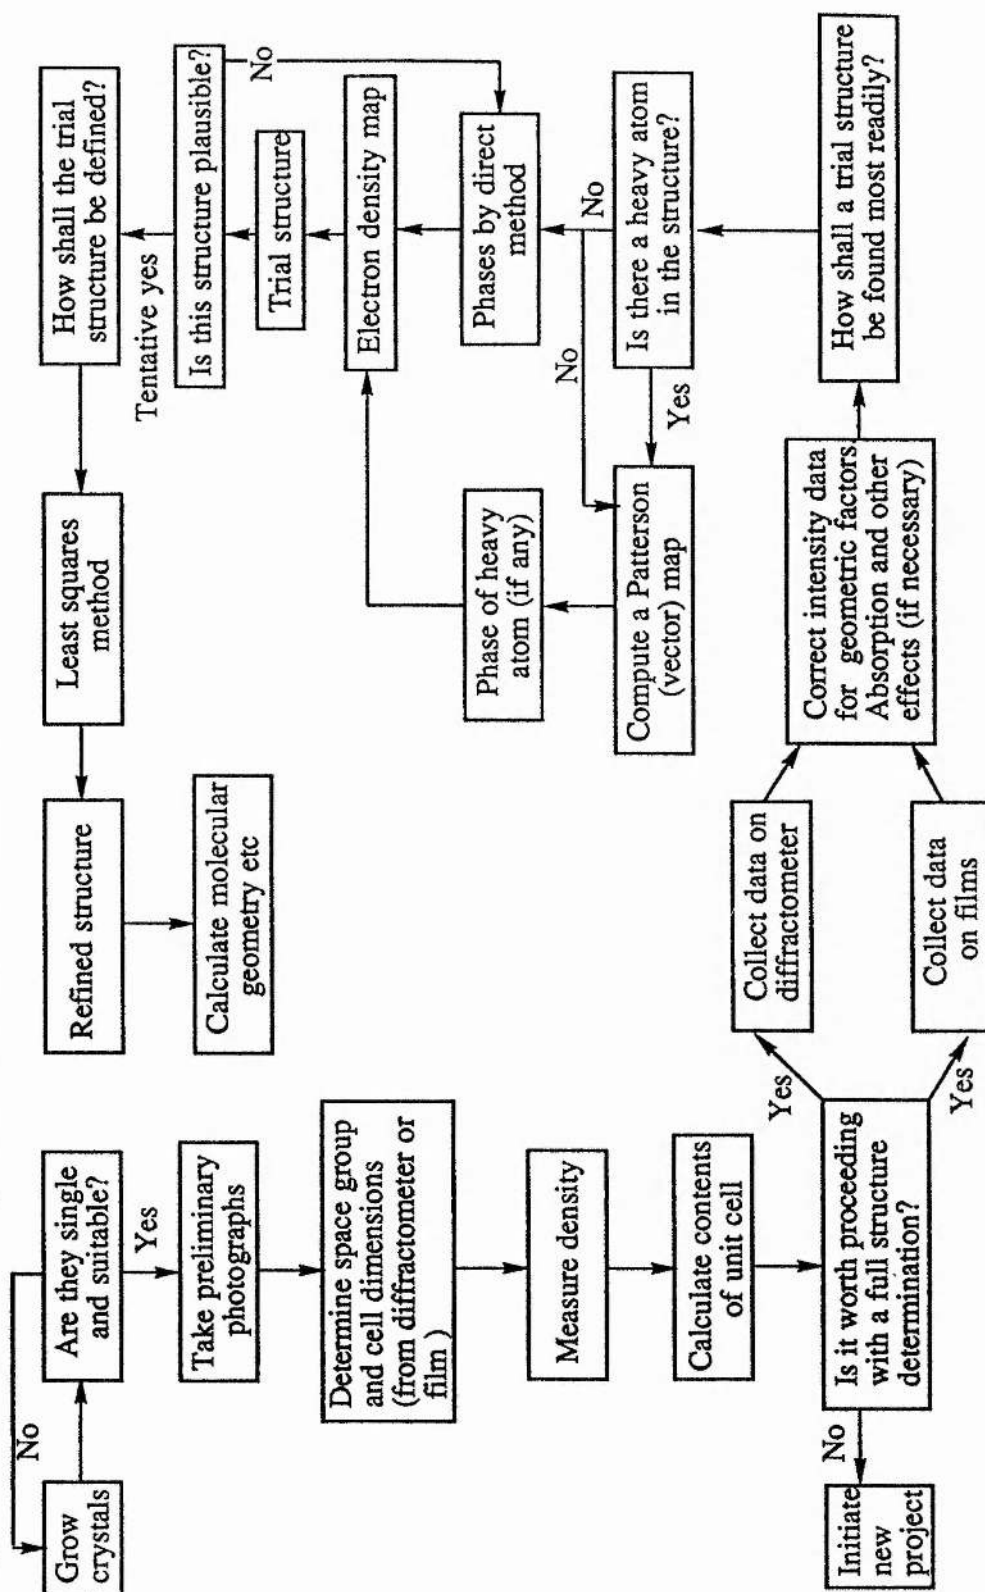 Grow
crystals
No
Are they single
and suitable?
Yes
Take preliminary
photographs
Determine space group
and cell dimensions
(from diffractometer or
film )
Measure density
Calculate contents
of unit cell
Is it worth proceeding
with a full structure
determination?
No
Initiate
new
project
Yes
Yes
Collect data on
diffractometer
Collect data
on films
Correct intensity data
for geometric factors.
Absorption and other
effects (if necessary)
How shall a trial structure
be found most readily?
Is there a heavy atom
in the structure?
Yes
No
No
Compute a Patterson
(vector) map
Phase of heavy
atom (if any)
Phases by direct
method
Electron density map
Trial structure
Is this structure plausible?
No
Tentative yes
How shall the trial
structure be defined?
Least squares
method
Refined structure
Calculate molecular
geometry etc